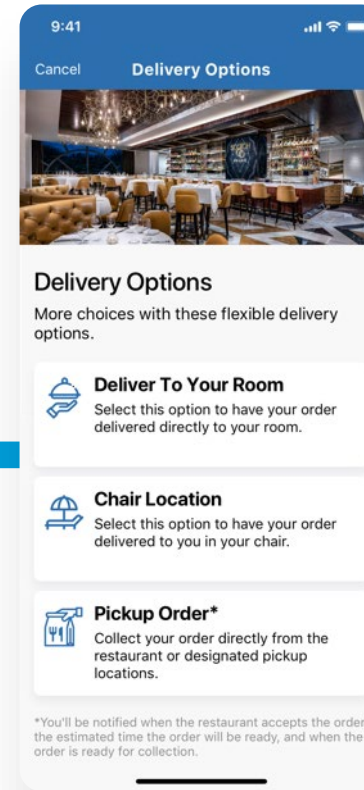 9:41
Cancel Delivery Options
Delivery Options
More choices with these flexible delivery
options.
Deliver To Your Room
Select this option to have your order
delivered directly to your room.
Chair Location
Select this option to have your order
delivered to you in your chair.
Pickup Order*
Collect your order directly from the
restaurant or designated pickup
locations.
*You'll be notified when the restaurant accepts the order
the estimated time the order will be ready, and when the
order is ready for collection.